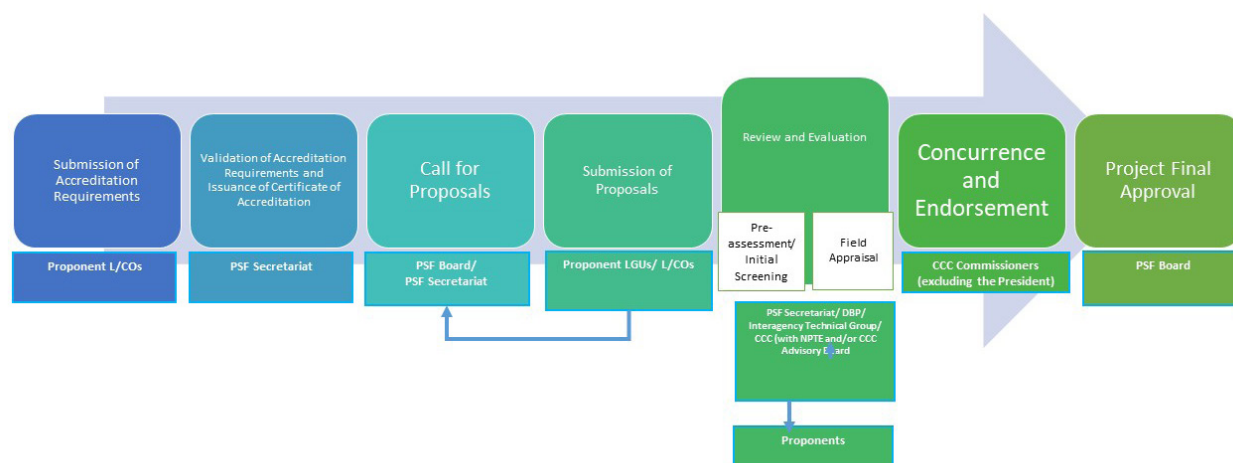 Submission of
Accreditation
Requirements
Proponent L/COs
Validation of Accreditation
Requirements and
Issuance of Certificate of
Accreditation
PSF Secretariat
Call for
Proposals
PSF Board/
PSF Secretariat
Submission of
Proposals
Proponent LGUs/ L/COs
Review and Evaluation
Pre-
assessment/
Initial
Screening
Field
Appraisal
PSF Secretariat/ DBP/
Interagency Technical Group/
CCC (with NPTE and/or CCC
Advisory Board
Proponents
Concurrence
and
Endorsement
CCC Commissioners
(excluding the President)
Project Final
Approval
PSF Board